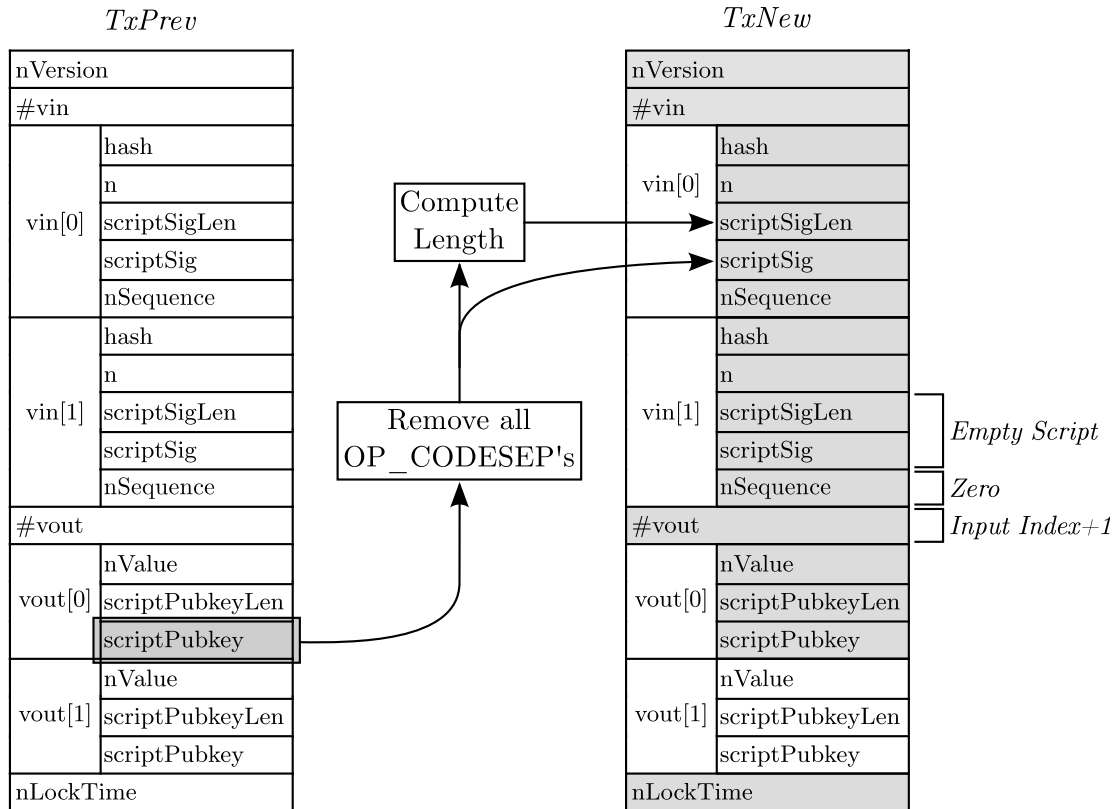 TxPrev
nVersion
#vin
vin[0]
hash
n
scriptSigLen
scriptSig
nSequence
vin[1]
hash
n
scriptSigLen
scriptSig
nSequence
#vout
vout[0]
nValue
scriptPubkeyLen
scriptPubkey
vout[1]
nValue
scriptPubkeyLen
scriptPubkey
nLockTime
Compute
Length
Remove all
OP_CODESEP's
TxNew
nVersion
#vin
vin[0]
hash
n
scriptSigLen
scriptSig
nSequence
vin[1]
hash
n
scriptSigLen
scriptSig
nSequence
#vout
vout[0]
nValue
scriptPubkeyLen
scriptPubkey
vout[1]
nValue
scriptPubkeyLen
scriptPubkey
nLockTime
Empty Script
Zero
Input Index+1